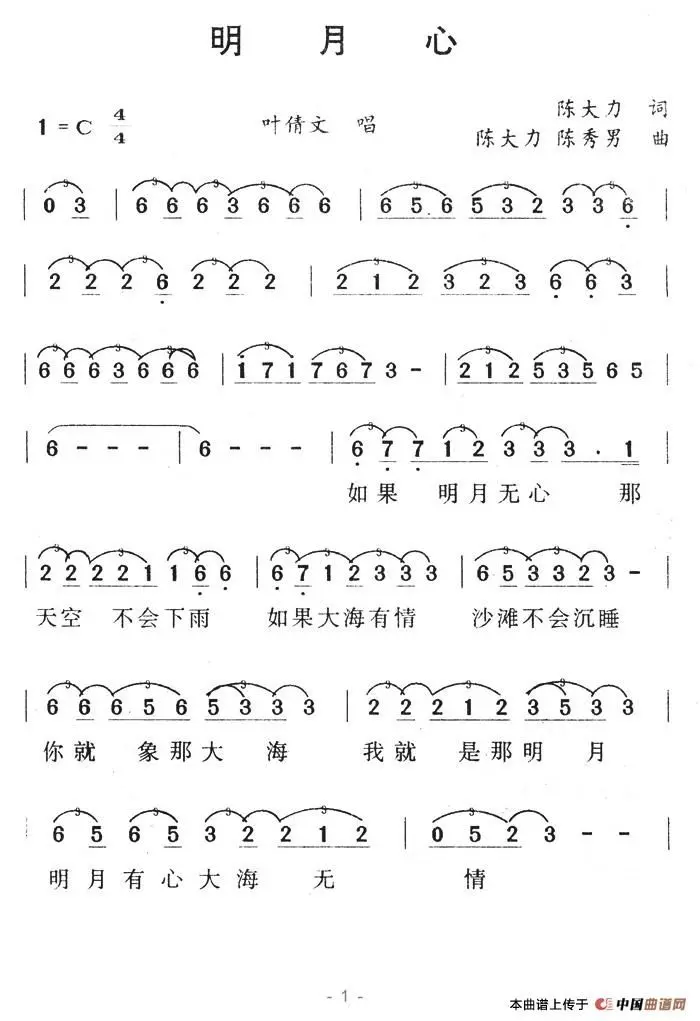 明 月 心
陈大力 词
1 = C 4/4 叶倩文 唱
陈大力 陈秀男 曲
| 0 3 | 6 6 6 6 3 6 6 6 | 6 5 6 5 3 2 3 3 6 |
2 2 2 6 2 2 2 | 2 1 2 3 2 3 6 6 3 |
| 6 6 6 3 6 6 6 | i 7 1 7 6 7 3 - | 2 1 2 5 3 5 6 5 |
| 6 - - - | 6 - - - | 6 7 7 1 2 3 3 3 3 . 1 |
如果 明月无心 那
| 2 2 2 2 2 1 1 6 6 | 6 7 1 2 3 3 3 | 6 5 3 3 2 3 - |
天空 不会下雨 如果大海有情 沙滩不会沉睡
| 6 6 6 5 6 5 3 3 3 | 2 2 2 1 2 3 5 3 3 |
你就 象那大 海 我就 是那明 月
| 6 5 6 5 3 2 2 1 2 | 0 5 2 3 - - |
明月有心大海 无 情
- 1 -
本曲谱上传于 中国曲谱网